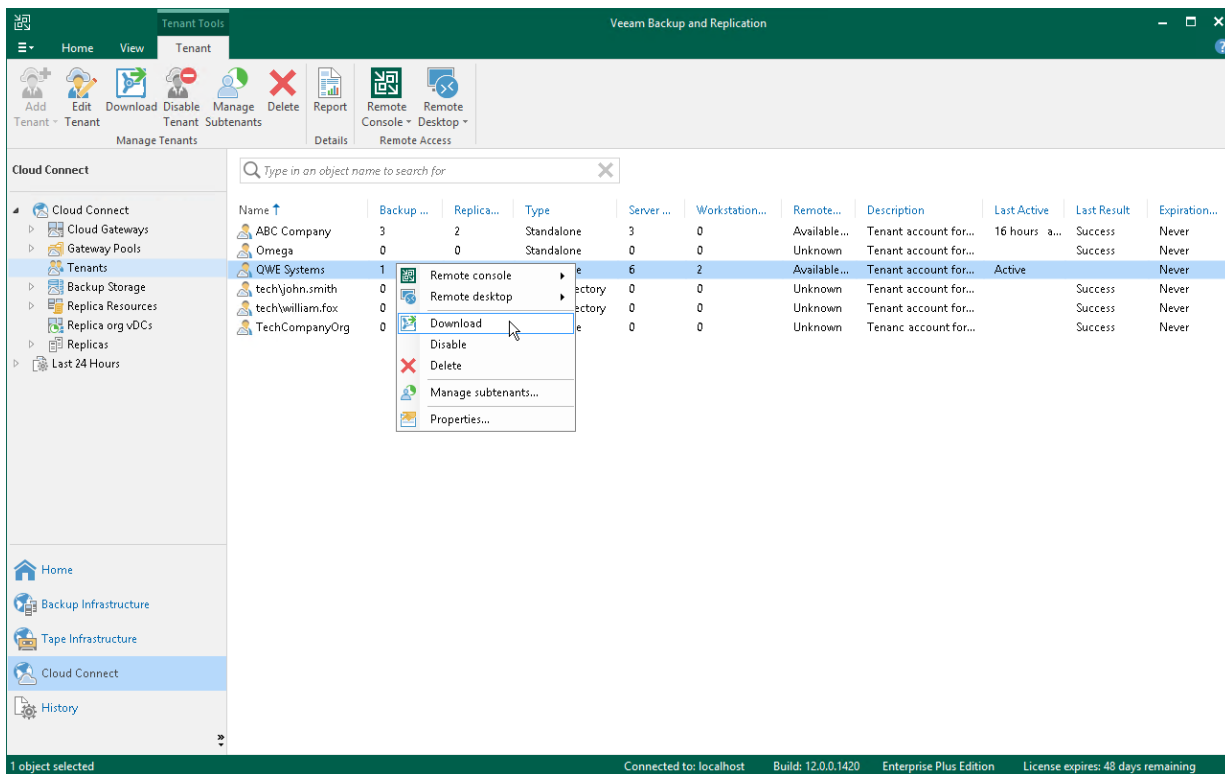 Tenant Tools
Veeam Backup and Replication
Home View Tenant
Add Tenant
Edit Tenant
Download
Disable Tenant
Manage Subtenants
Delete
Report
Remote Console
Remote Desktop
Manage Tenants
Details
Remote Access
Cloud Connect
Type in an object name to search for
Cloud Connect
Cloud Gateways
Gateway Pools
Tenants
Backup Storage
Replica Resources
Replica org vDCs
Replicas
Last 24 Hours
Name Backup ... Replica... Type Server ... Workstation... Remote... Description Last Active Last Result Expiration...
ABC Company 3 2 Standalone 3 0 Available... Tenant account for... 16 hours a... Success Never
Omega 0 0 Standalone 0 0 Unknown Tenant account for... Success Never
QWE Systems 1 e 6 2 Available... Tenant account for... Active Never
tech\john.smith 0 ectory 0 0 Unknown Tenant account for... Success Never
tech\william.fox 0 ectory 0 0 Unknown Tenant account for... Success Never
TechCompanyOrg 0 e 0 0 Unknown Tenanc account for... Success Never
Remote console
Remote desktop
Download
Disable
Delete
Manage subtenants...
Properties...
Home
Backup Infrastructure
Tape Infrastructure
Cloud Connect
History
1 object selected
Connected to: localhost Build: 12.0.0.1420 Enterprise Plus Edition License expires: 48 days remaining